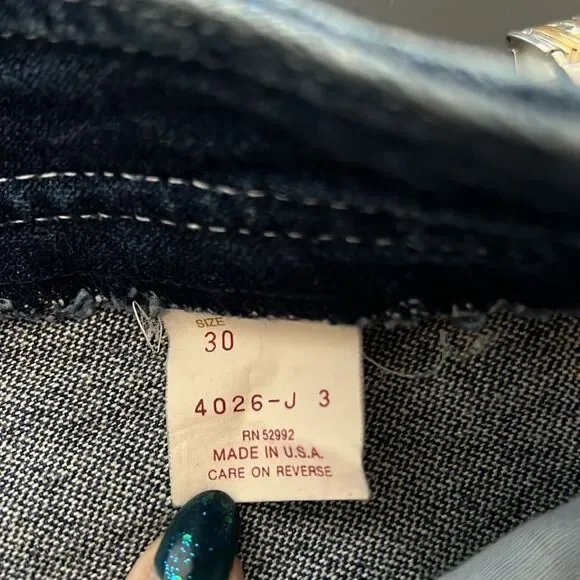 SIZE
30
4026-J 3
RN 52992
MADE IN U.S.A.
CARE ON REVERSE